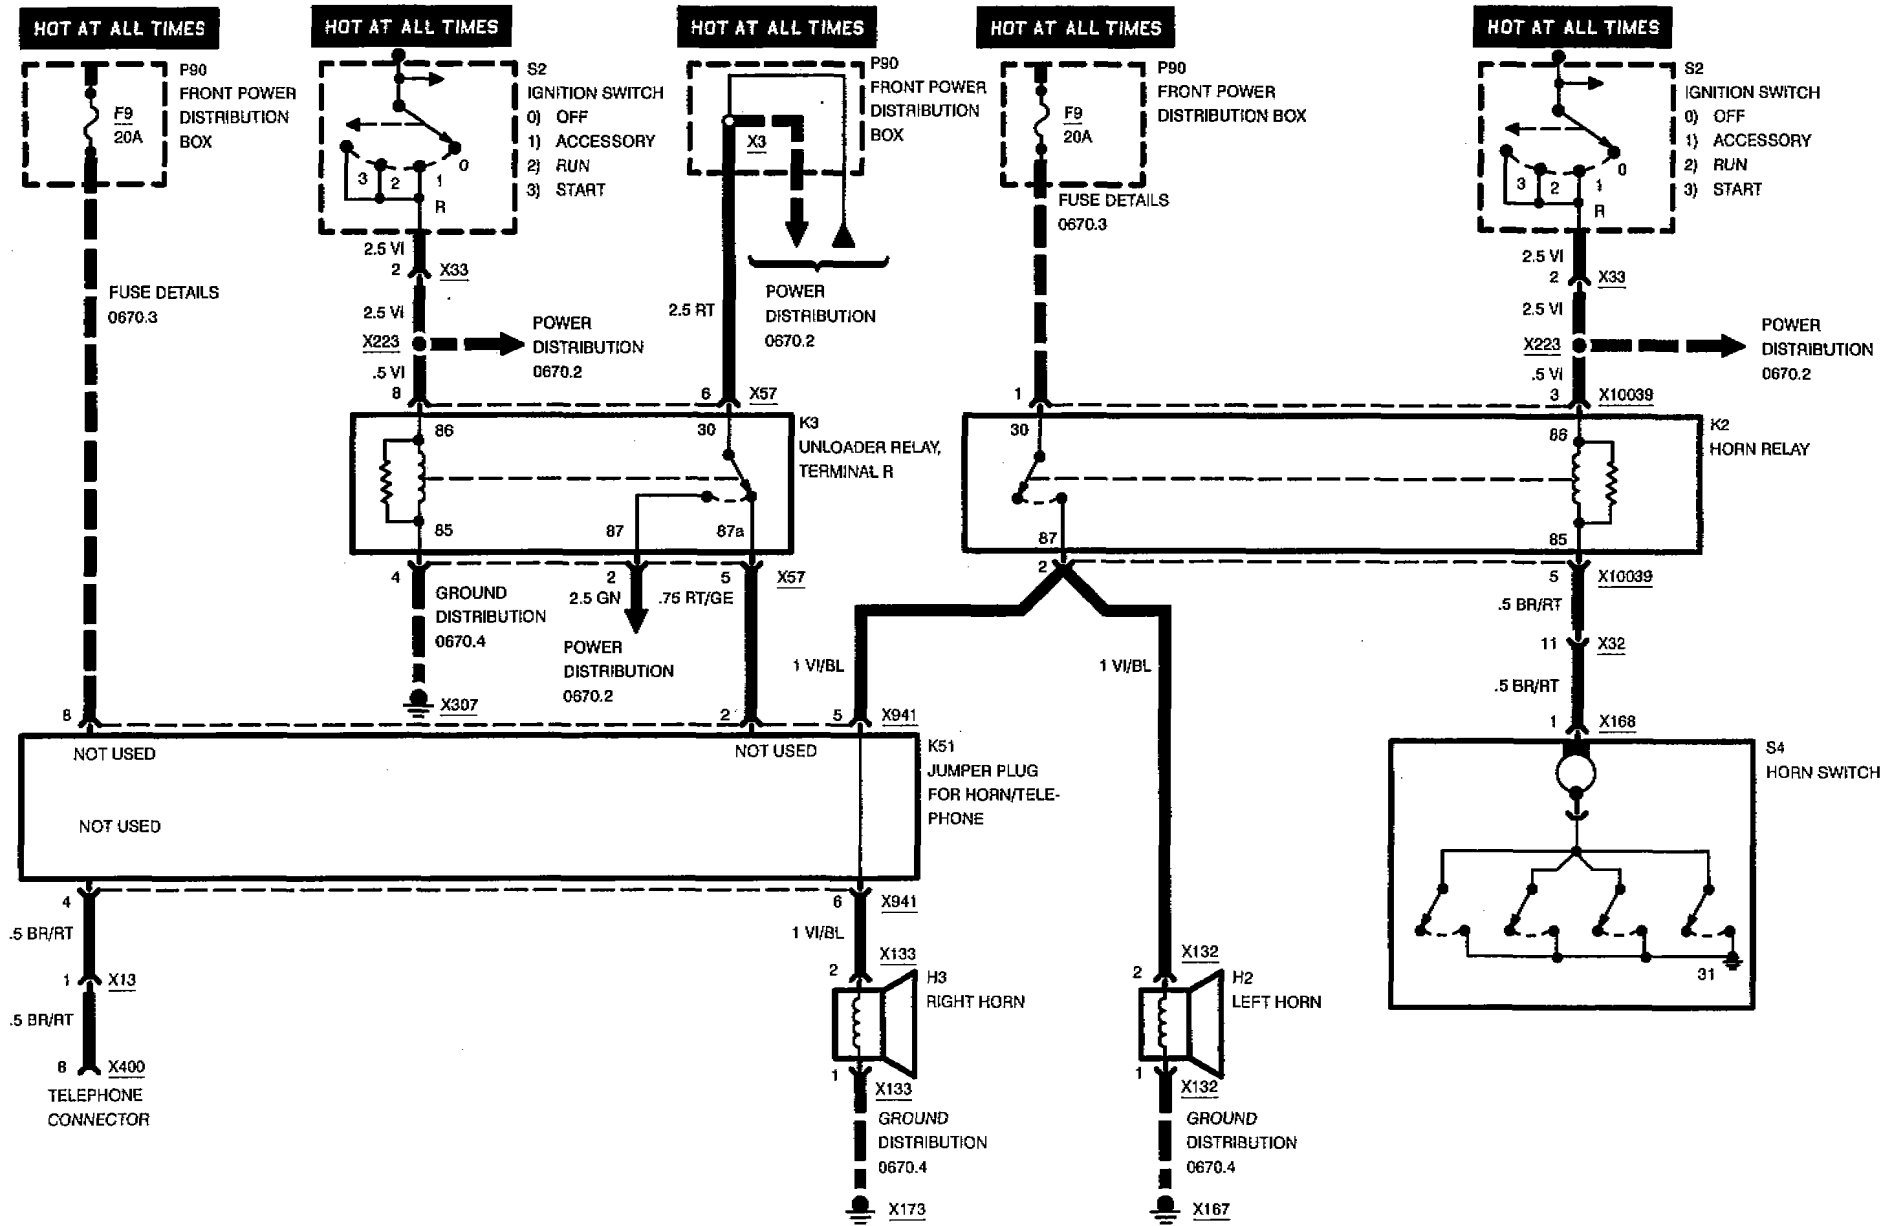 HOT AT ALL TIMES
HOT AT ALL TIMES
HOT AT ALL TIMES
HOT AT ALL TIMES
HOT AT ALL TIMES
P90
FRONT POWER
DISTRIBUTION
BOX
F9
20A
FUSE DETAILS
0670.3
S2
IGNITION SWITCH
0) OFF
1) ACCESSORY
2) RUN
3) START
3
2
1
0
R
2.5 VI
2
X33
2.5 VI
X223
.5 VI
8
POWER
DISTRIBUTION
0670.2
P90
FRONT POWER
DISTRIBUTION
BOX
X3
2.5 RT
POWER
DISTRIBUTION
0670.2
6
X57
P90
FRONT POWER
DISTRIBUTION BOX
F9
20A
FUSE DETAILS
0670.3
1
S2
IGNITION SWITCH
0) OFF
1) ACCESSORY
2) RUN
3) START
3
2
1
0
R
2.5 VI
2
X33
2.5 VI
X223
.5 VI
3
X10039
POWER
DISTRIBUTION
0670.2
86
30
K3
UNLOADER RELAY,
TERMINAL R
85
87
87a
4
2
5
X57
GROUND
DISTRIBUTION
0670.4
2.5 GN
.75 RT/GE
POWER
DISTRIBUTION
0670.2
X307
30
86
K2
HORN RELAY
87
85
2
5
X10039
.5 BR/RT
11
X32
.5 BR/RT
1
X168
1 VI/BL
1 VI/BL
8
2
5
X941
NOT USED
NOT USED
NOT USED
K51
JUMPER PLUG
FOR HORN/TELE-
PHONE
4
6
X941
.5 BR/RT
1
X13
.5 BR/RT
8
X400
TELEPHONE
CONNECTOR
1 VI/BL
X133
2
H3
RIGHT HORN
1
X133
GROUND
DISTRIBUTION
0670.4
X173
X132
2
H2
LEFT HORN
1
X132
GROUND
DISTRIBUTION
0670.4
X167
S4
HORN SWITCH
31